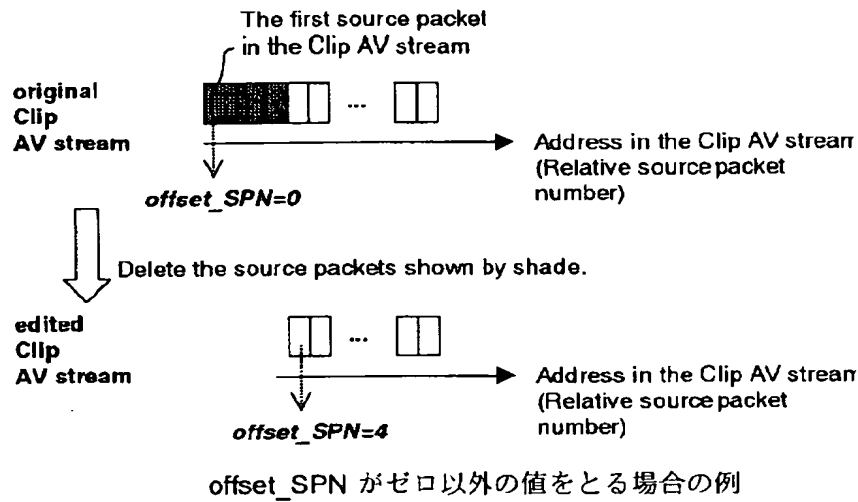 The first source packet
in the Clip AV stream
original
Clip
AV stream
...
Address in the Clip AV stream
(Relative source packet
number)
offset_SPN=0
Delete the source packets shown by shade.
edited
Clip
AV stream
...
Address in the Clip AV stream
(Relative source packet
number)
offset_SPN=4
offset_SPN がゼロ以外の値をとる場合の例